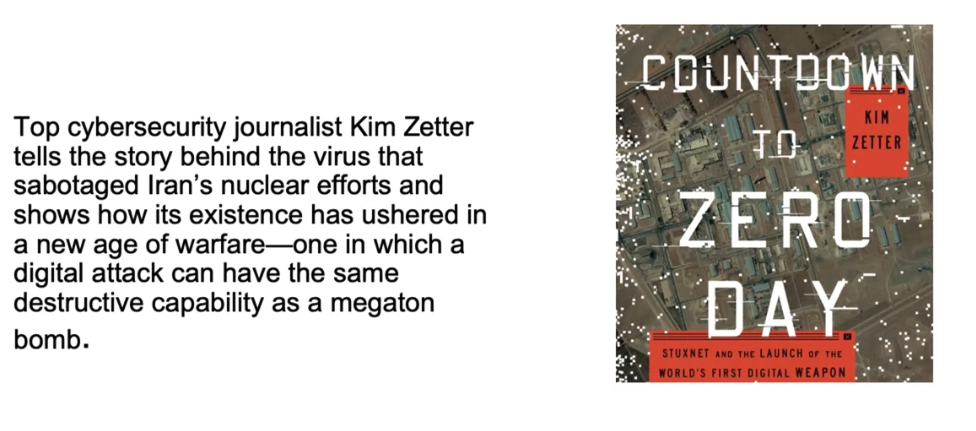 Top cybersecurity journalist Kim Zetter
tells the story behind the virus that
sabotaged Iran’s nuclear efforts and
shows how its existence has ushered in
a new age of warfare—one in which a
digital attack can have the same
destructive capability as a megaton
bomb.
COUNTDOWN
TO
ZERO
DAY
KIM
ZETTER
STUXNET AND THE LAUNCH OF THE
WORLD'S FIRST DIGITAL WEAPON